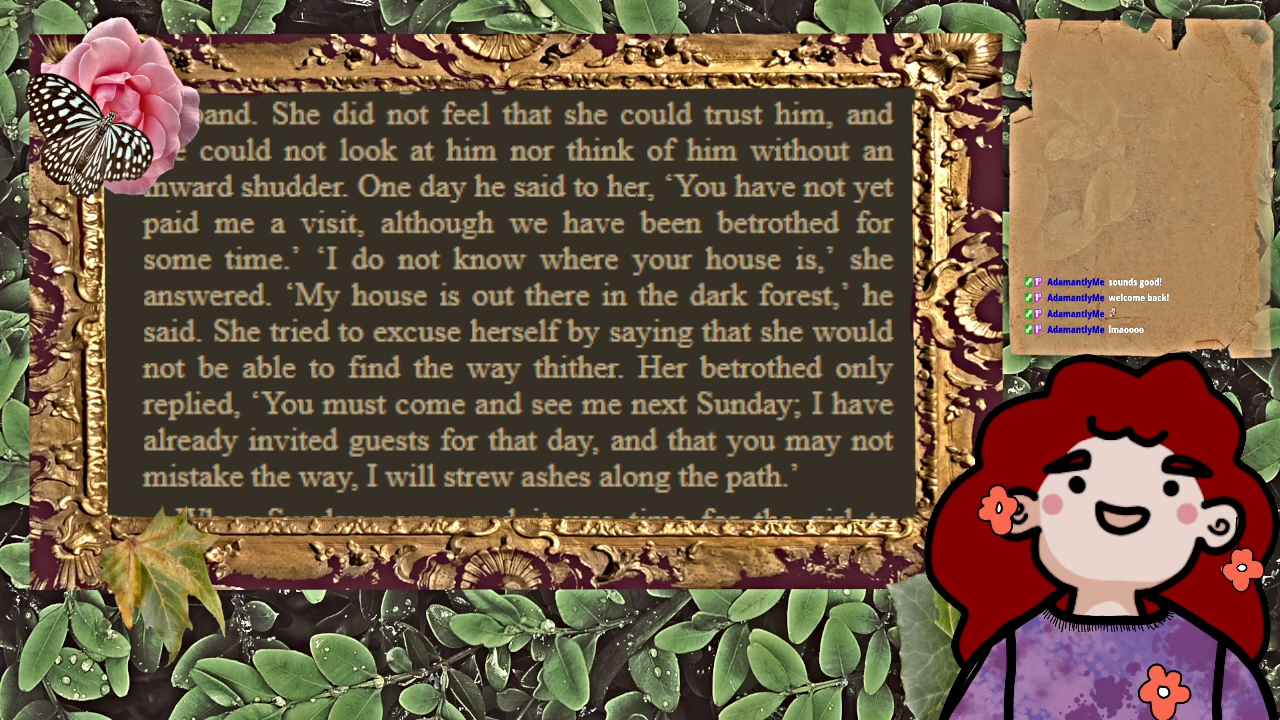 and. She did not feel that she could trust him, and
could not look at him nor think of him without an
inward shudder. One day he said to her, ‘You have not yet
paid me a visit, although we have been betrothed for
some time.’ ‘I do not know where your house is,’ she
answered. ‘My house is out there in the dark forest,’ he
said. She tried to excuse herself by saying that she would
not be able to find the way thither. Her betrothed only
replied, ‘You must come and see me next Sunday; I have
already invited guests for that day, and that you may not
mistake the way, I will strew ashes along the path.’
AdamantlyMe sounds good!
AdamantlyMe welcome back!
AdamantlyMe
AdamantlyMe lmaoooo